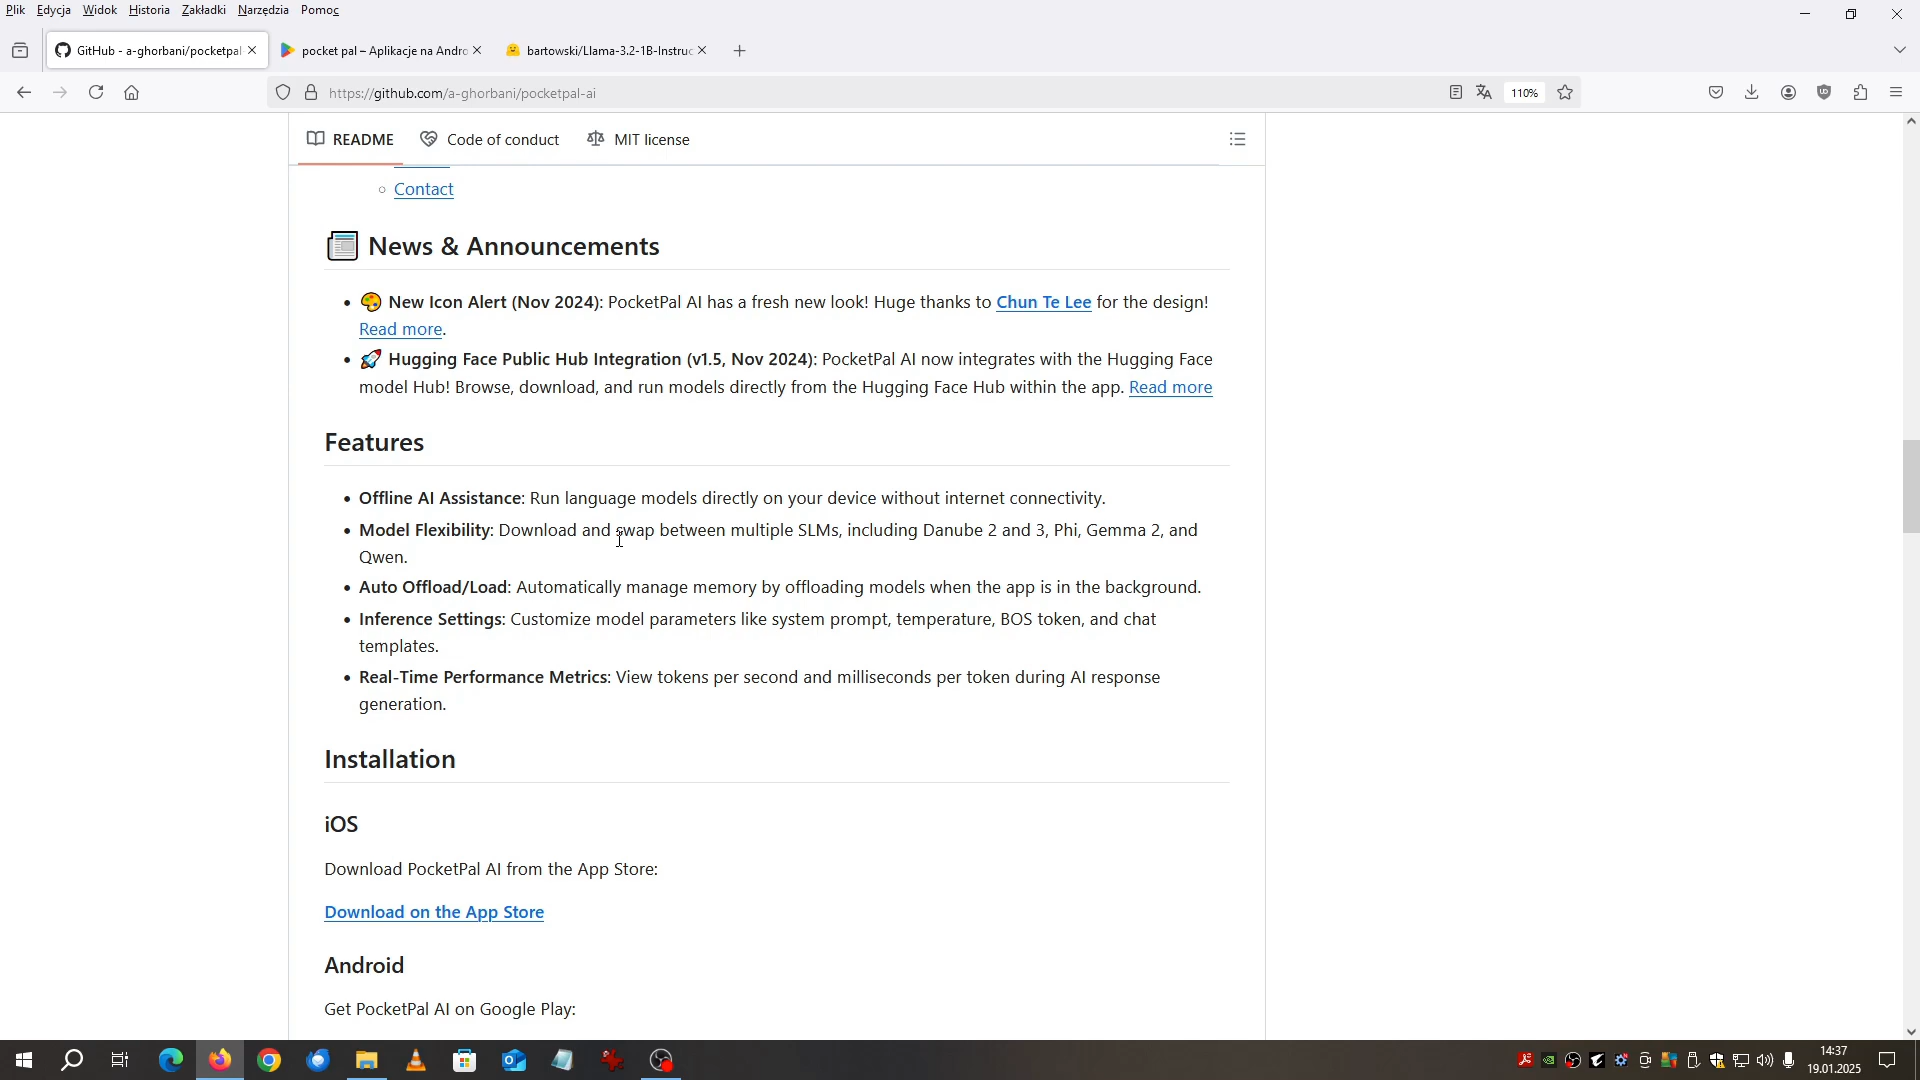 Plik Edycja Widok Historia Zakładki Narzędzia Pomoc
GitHub - a-ghorbani/pocketpal- pocket pal – Aplikacje na Andro bartowski/Llama-3.2-1B-Instruc
https://github.com/a-ghorbani/pocketpal-ai 110%
README Code of conduct MIT license
Contact
News & Announcements
New Icon Alert (Nov 2024): PocketPal AI has a fresh new look! Huge thanks to Chun Te Lee for the design!
Read more.
Hugging Face Public Hub Integration (v1.5, Nov 2024): PocketPal AI now integrates with the Hugging Face
model Hub! Browse, download, and run models directly from the Hugging Face Hub within the app. Read more
Features
Offline AI Assistance: Run language models directly on your device without internet connectivity.
Model Flexibility: Download and swap between multiple SLMs, including Danube 2 and 3, Phi, Gemma 2, and
Qwen.
Auto Offload/Load: Automatically manage memory by offloading models when the app is in the background.
Inference Settings: Customize model parameters like system prompt, temperature, BOS token, and chat
templates.
Real-Time Performance Metrics: View tokens per second and milliseconds per token during AI response
generation.
Installation
iOS
Download PocketPal AI from the App Store:
Download on the App Store
Android
Get PocketPal AI on Google Play:
14:37
19.01.2025